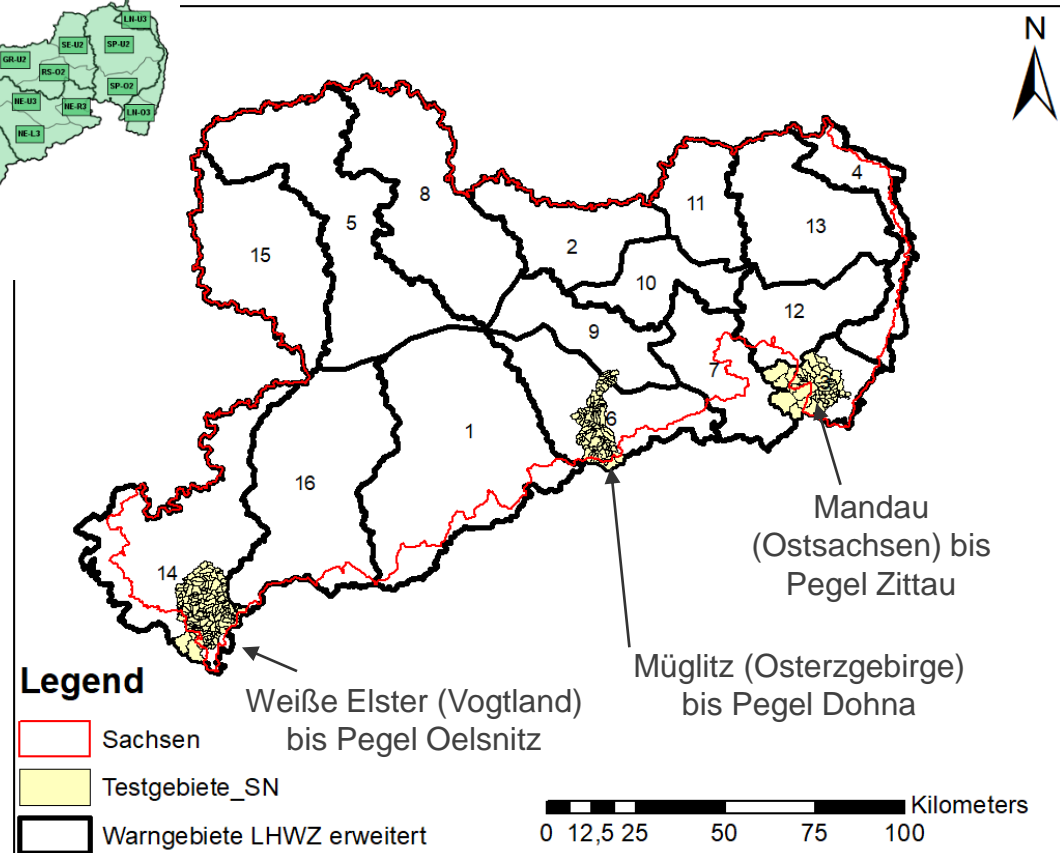 LN-U3
SE-U2
SP-U2
GR-U2
RS-O2
SP-O2
NE-U3
NE-R3
LN-O3
NE-L3
N
4
8
11
5
13
15
2
10
12
9
7
1
6
16
14
Mandau
(Ostsachsen) bis
Pegel Zittau
Müglitz (Osterzgebirge)
bis Pegel Dohna
Weiße Elster (Vogtland)
bis Pegel Oelsnitz
Legend
Sachsen
Testgebiete_SN
Warngebiete LHWZ erweitert
Kilometers
0 12,5 25 50 75 100